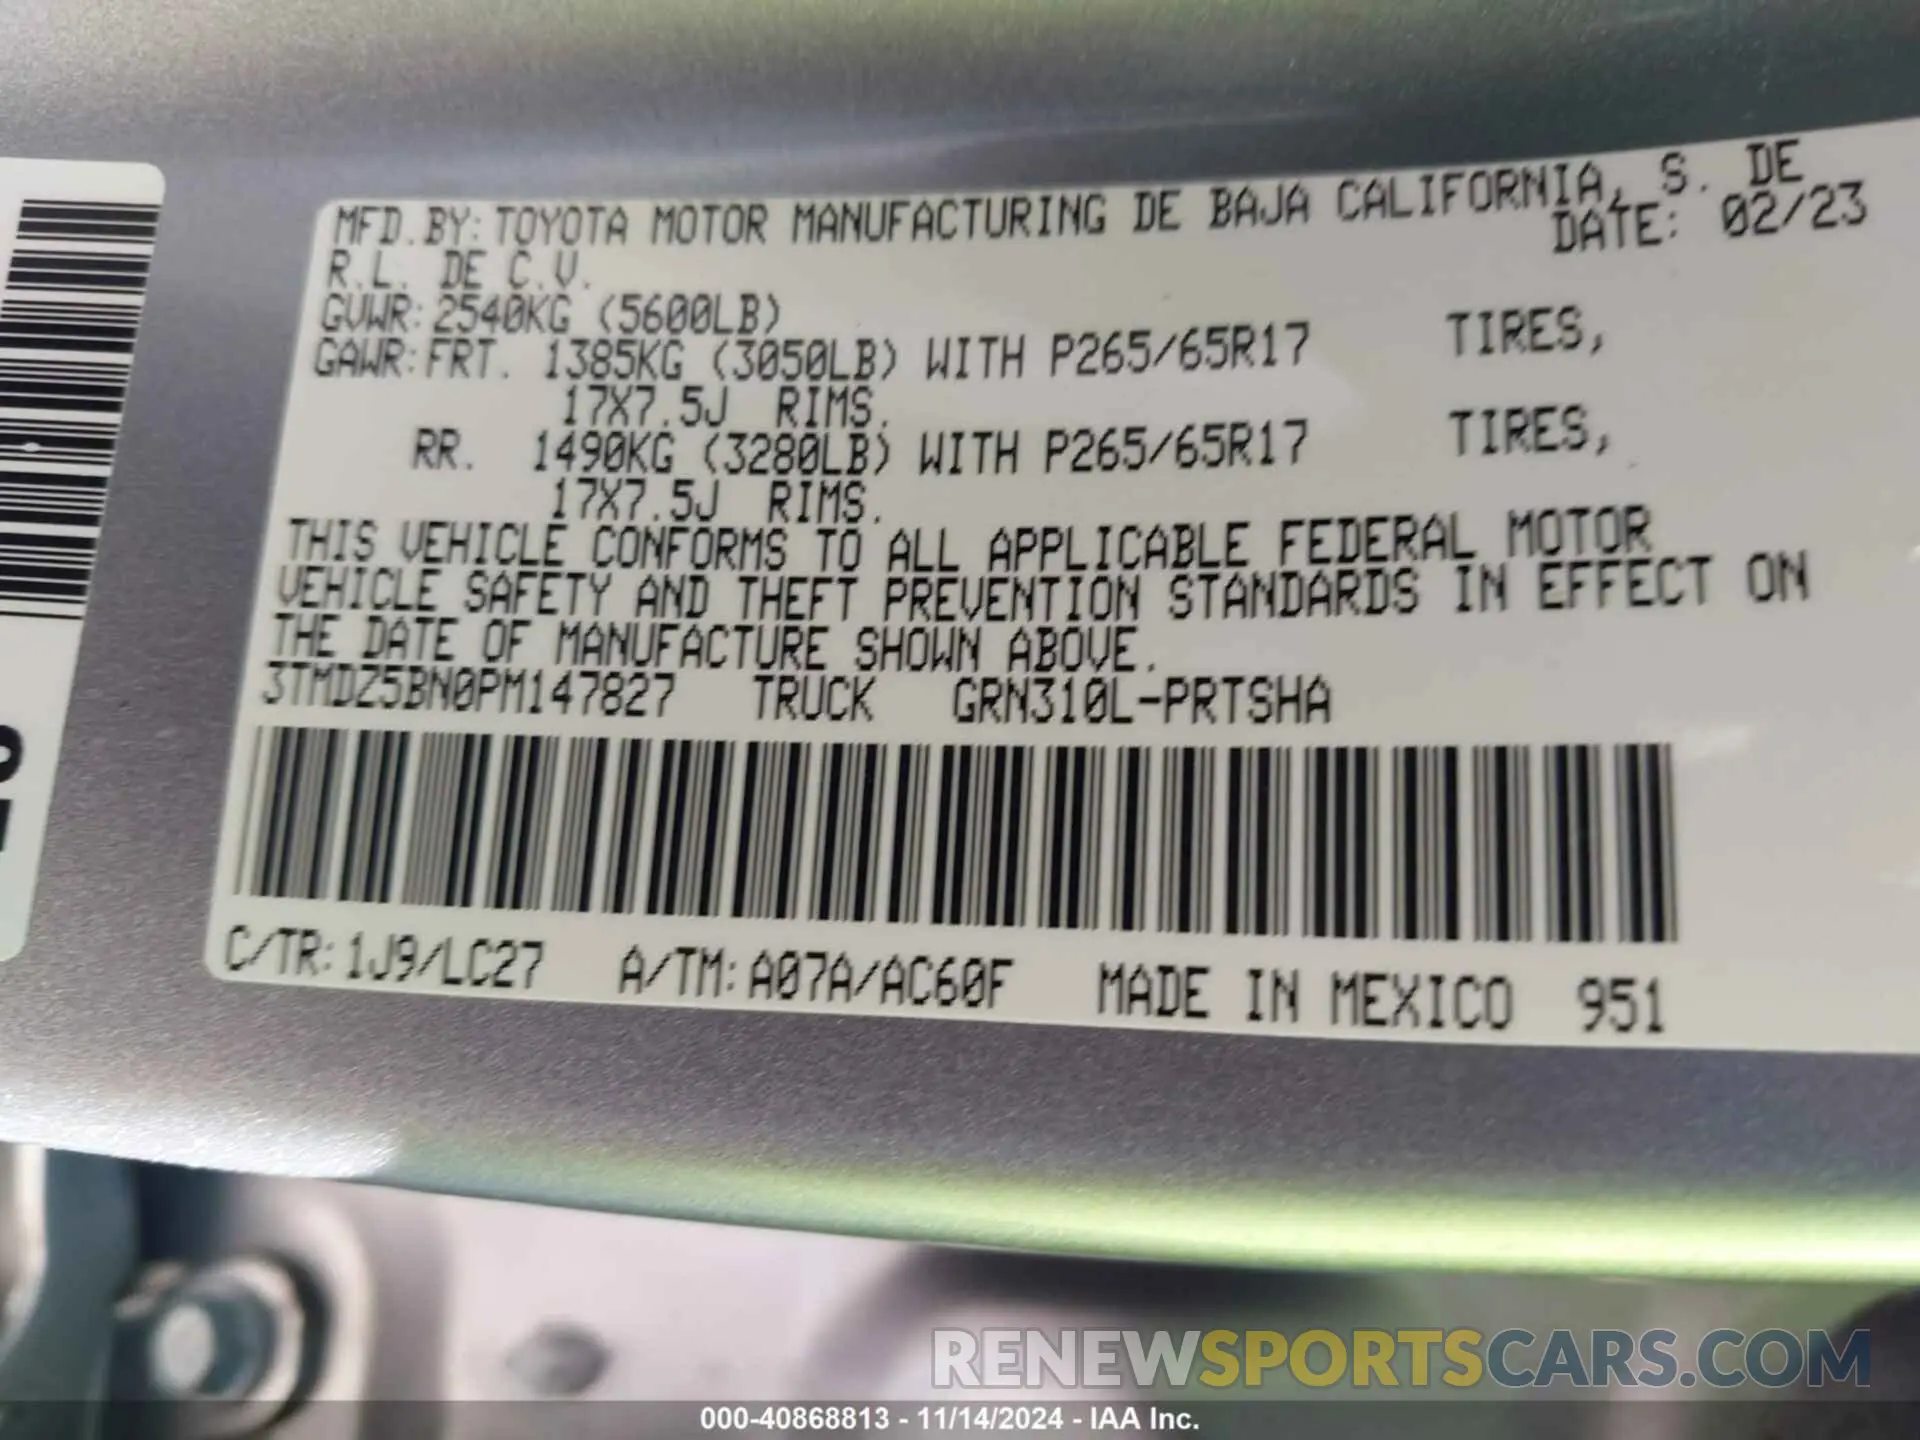 MFD.BY: TOYOTA MOTOR MANUFACTURING DE BAJA CALIFORNIA, S. DE
R.L. DE C.V.
DATE: 02/23
GVWR: 2540KG (5600LB)
GAWR: FRT. 1385KG (3050LB) WITH P265/65R17 TIRES,
17X7.5J RIMS.
RR. 1490KG (3280LB) WITH P265/65R17 TIRES,
17X7.5J RIMS.
THIS VEHICLE CONFORMS TO ALL APPLICABLE FEDERAL MOTOR
VEHICLE SAFETY AND THEFT PREVENTION STANDARDS IN EFFECT ON
THE DATE OF MANUFACTURE SHOWN ABOVE.
3TMDZ5BN0PM147827 TRUCK GRN310L-PRTSHA
C/TR: 1J9/LC27 A/TM: A07A/AC60F MADE IN MEXICO 951
RENEWSPORTSCARS.COM
000-40868813 - 11/14/2024 - IAA Inc.